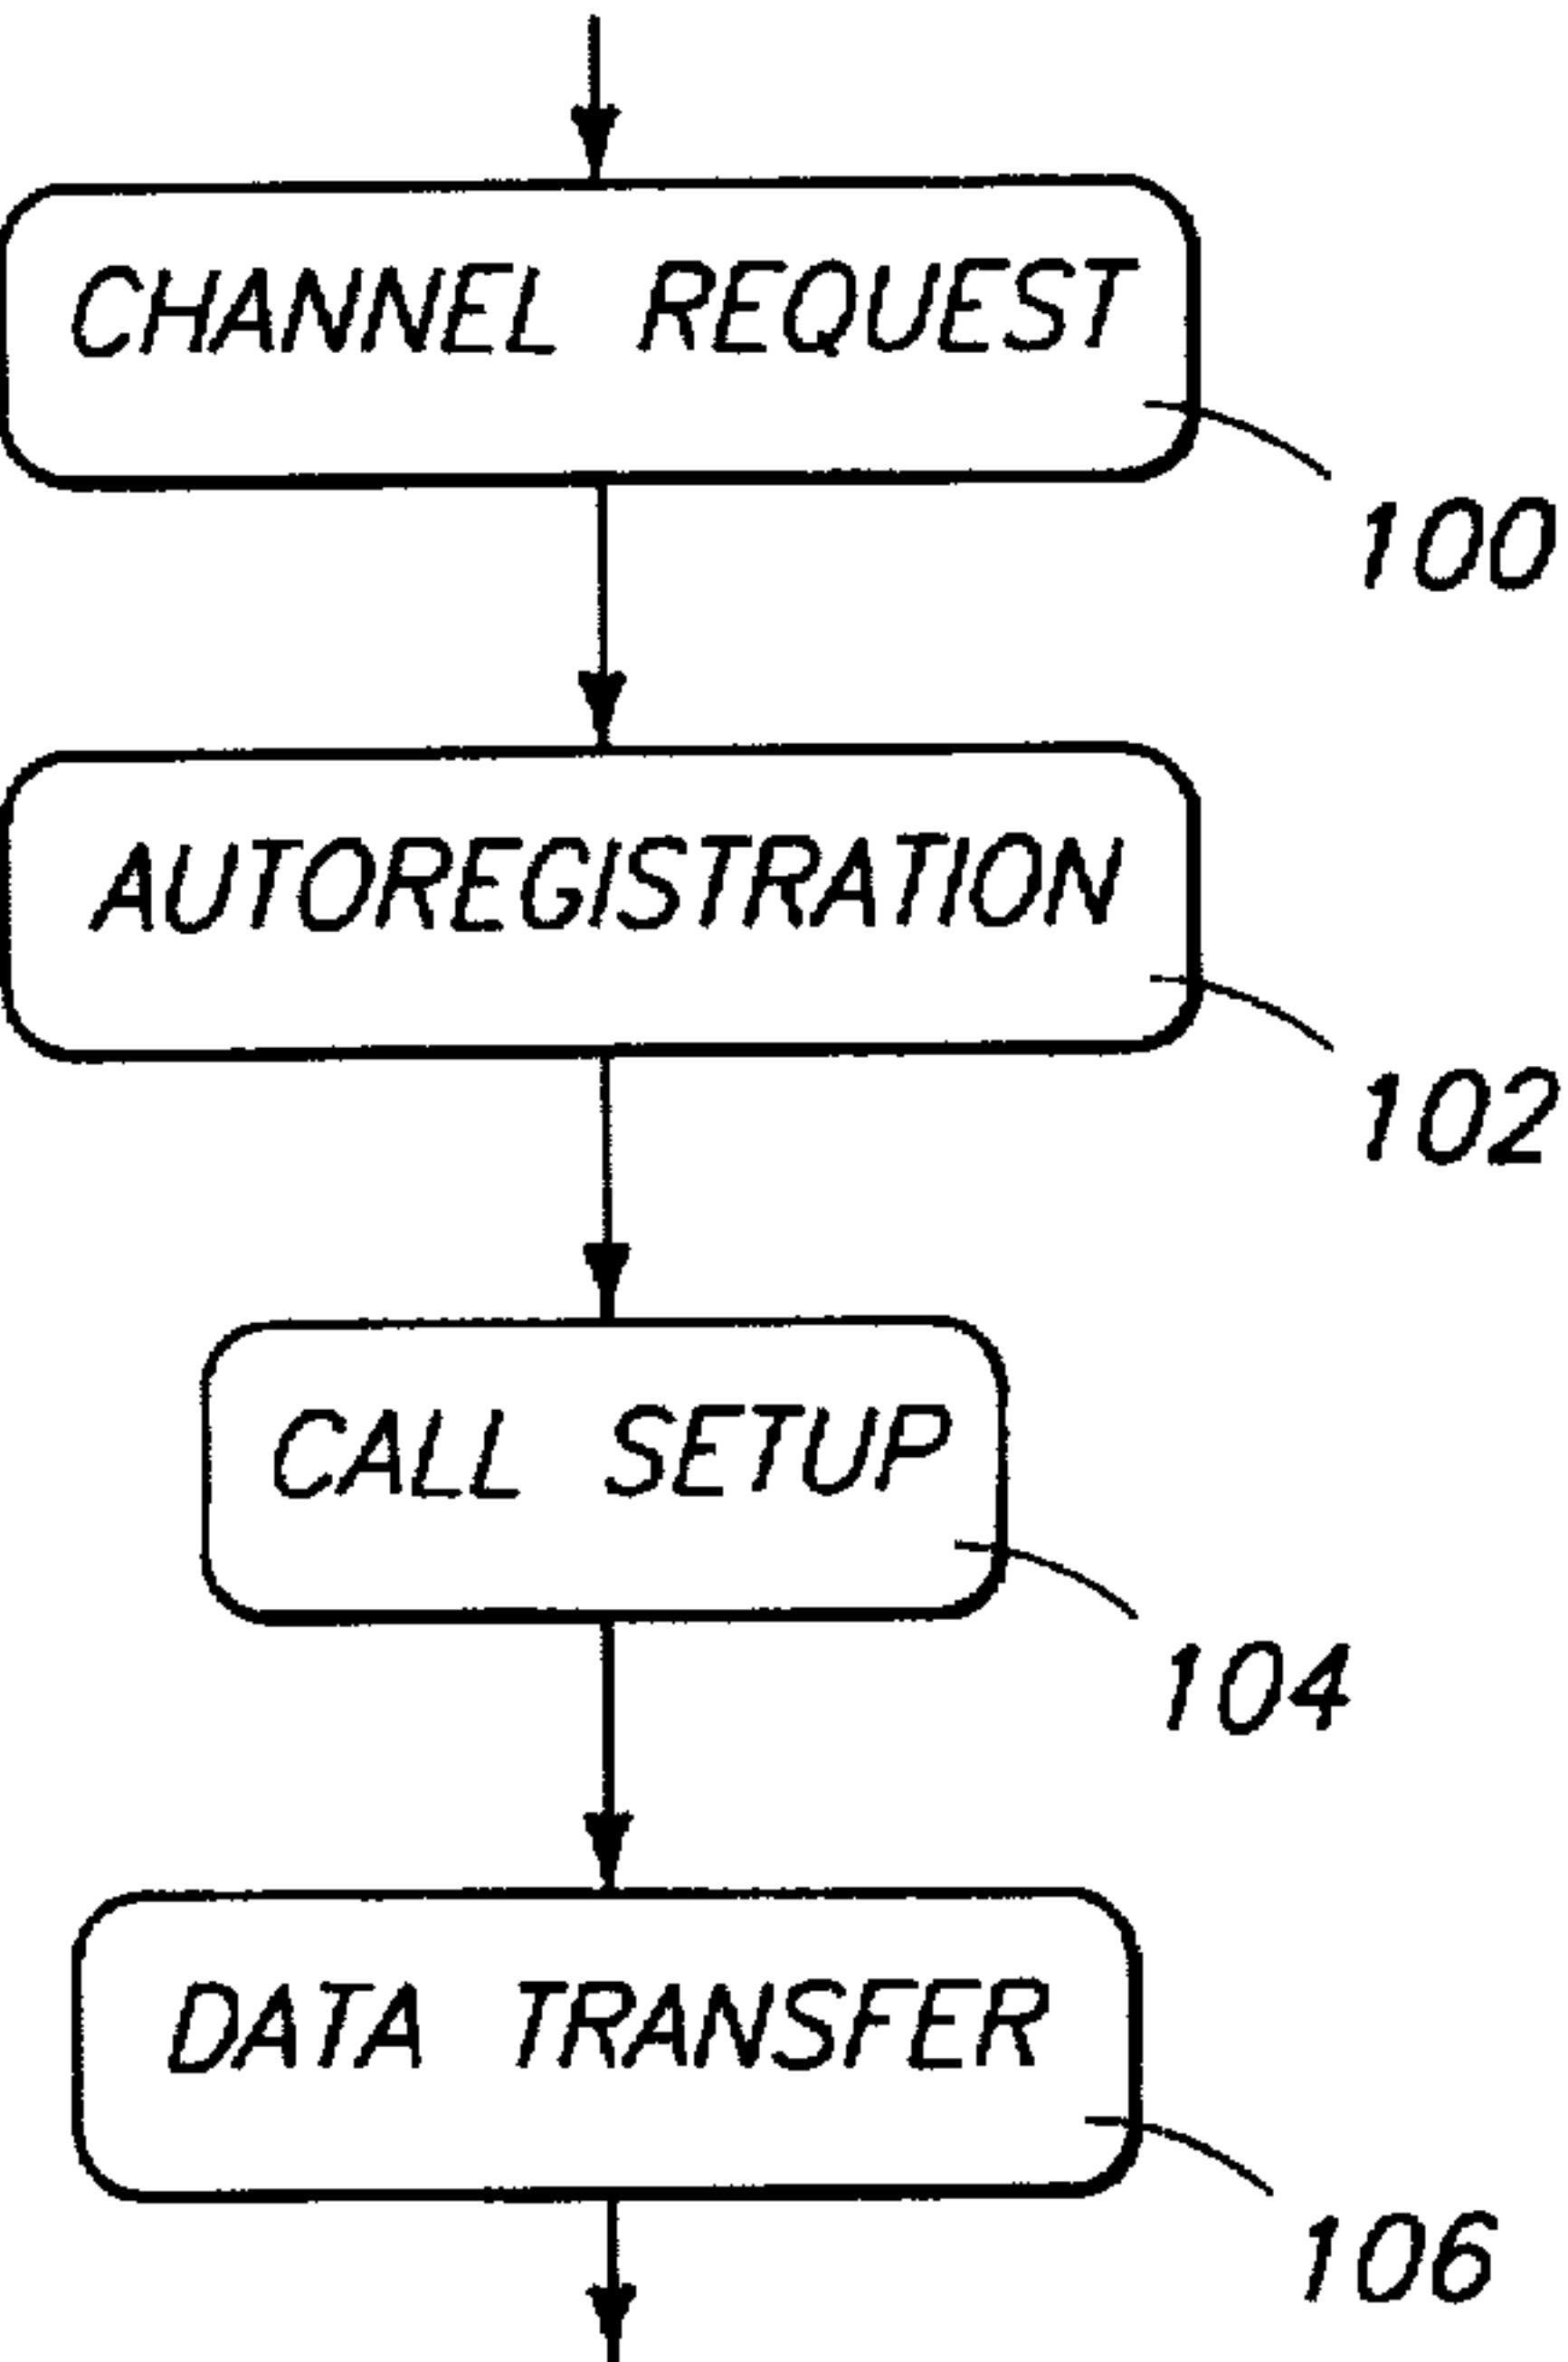 CHANNEL REQUEST
100
AUTOREGISTRATION
102
CALL SETUP
104
DATA TRANSFER
106